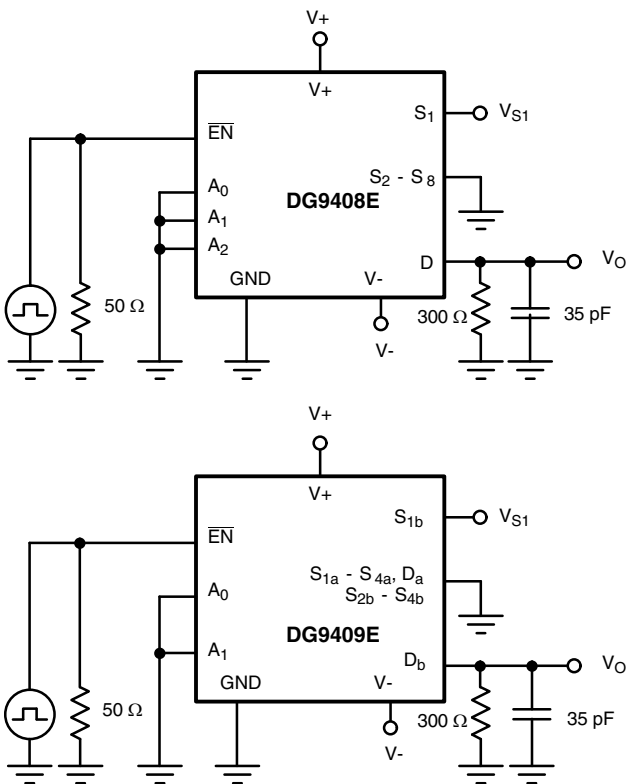 V+
V+
EN
S1
VS1
A0
A1
A2
S2 - S8
DG9408E
D
VO
GND
V-
50 Ω
300 Ω
35 pF
V-
V+
V+
EN
S1b
VS1
A0
S1a - S4a, Da
S2b - S4b
DG9409E
A1
Db
VO
GND
V-
50 Ω
300 Ω
35 pF
V-